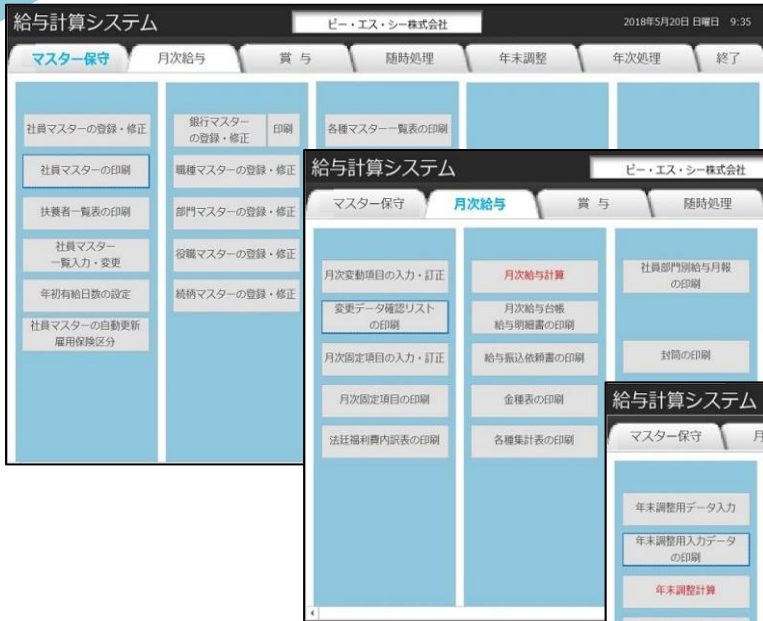 給与計算システム
ピー・エス・シー株式会社
2018年5月20日 日曜日 9:35
マスター保守
月次給与
賞 与
随時処理
年末調整
年次処理
終了
社員マスターの登録・修正
社員マスターの印刷
扶養者一覧表の印刷
社員マスター
一覧入力・変更
年初有給日数の設定
社員マスターの自動更新
雇用保険区分
銀行マスター
の登録・修正
印刷
職種マスターの登録・修正
部門マスターの登録・修正
役職マスターの登録・修正
続柄マスターの登録・修正
各種マスター一覧表の印刷
給与計算システム
ピー・エス・シー株式会社
マスター保守
月次給与
賞 与
随時処理
月次変動項目の入力・訂正
変更データ確認リスト
の印刷
月次固定項目の入力・訂正
月次固定項目の印刷
法廷福利費内訳表の印刷
月次給与計算
月次給与台帳
給与明細書の印刷
給与振込依頼書の印刷
金種表の印刷
各種集計表の印刷
社員部門別給与月報
の印刷
封筒の印刷
給与計算システム
マスター保守
月
年末調整用データ入力
年末調整用入力データ
の印刷
年末調整計算